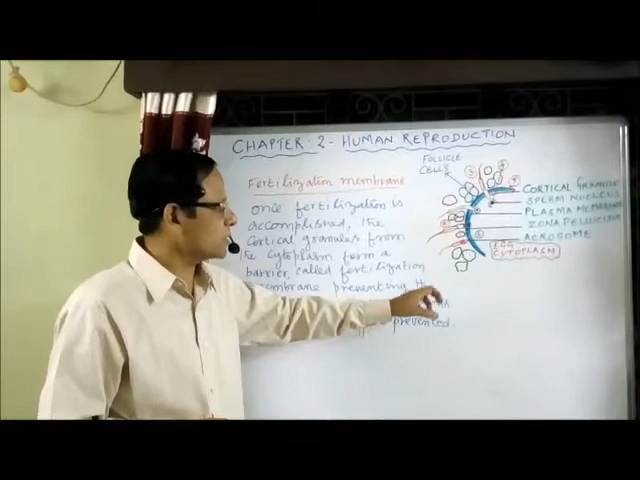 CHAPTER:- 2- HUMAN REPRODUCTION
Fertilization membrane
once fertilization is
accomplished, the
cortical granules from
the cytoplasm form a
barrier, called fertilization
membrane preventing
prevented.
FOLLICLE
CELLS
CORTICAL GRANULE
SPERM NUCLEUS
PLASMA MEMBRANE
ZONA PELLUCIDA
ACROSOME
EGG
CYTOPLASM